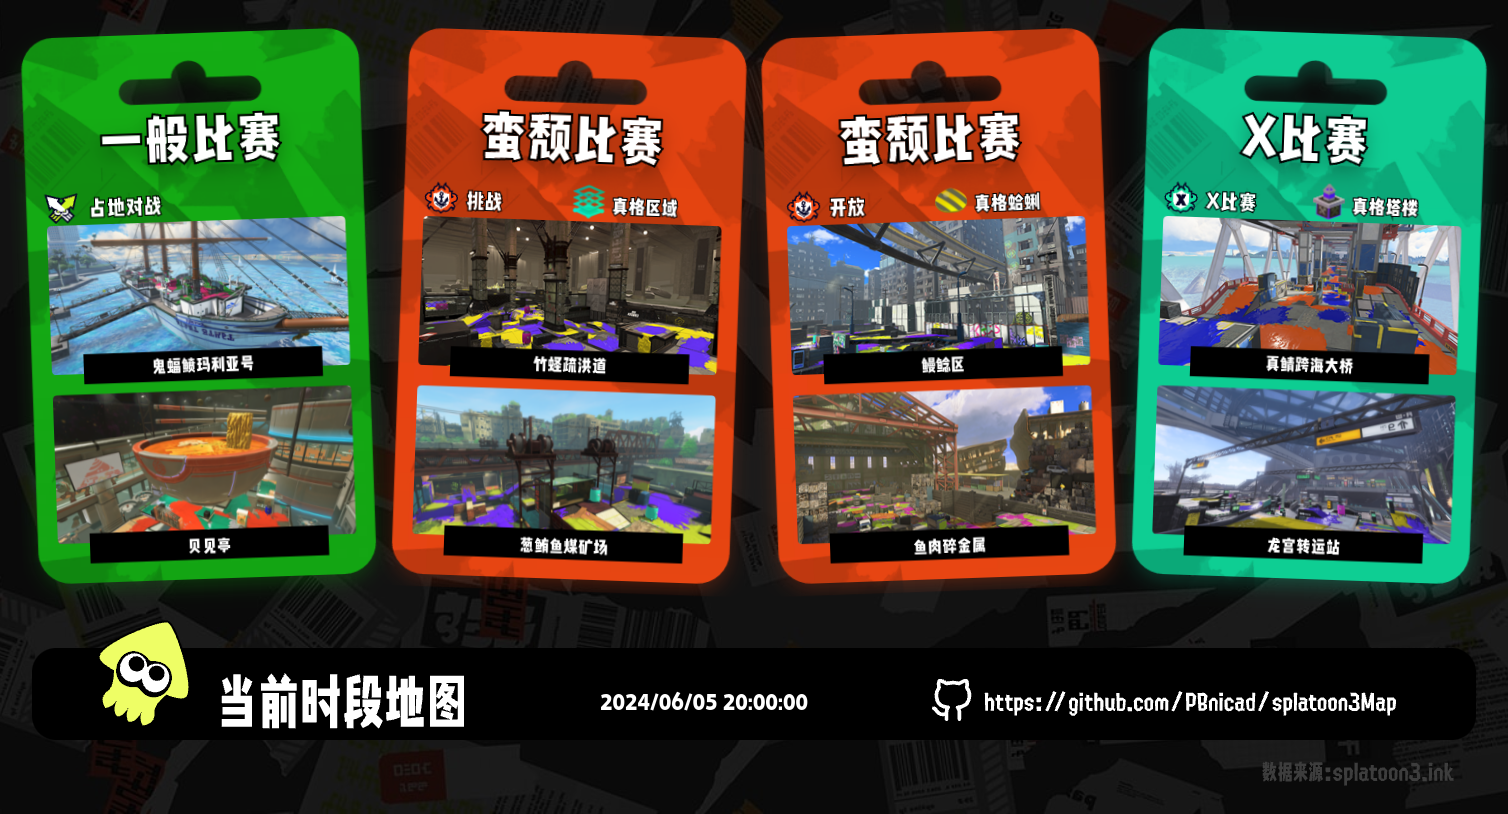 一般比赛
占地对战
鬼蝠鲼玛利亚号
贝见亭
蛮颓比赛
挑战
真格区域
竹蛏疏洪道
葱鲔鱼煤矿场
蛮颓比赛
开放
真格蛤蜊
鳗鲶区
鱼肉碎金属
X比赛
X比赛
真格塔楼
真鲭跨海大桥
龙宫转运站
当前时段地图
2024/06/05 20:00:00
https://github.com/PBnicad/splatoon3Map
数据来源:splatoon3.ink